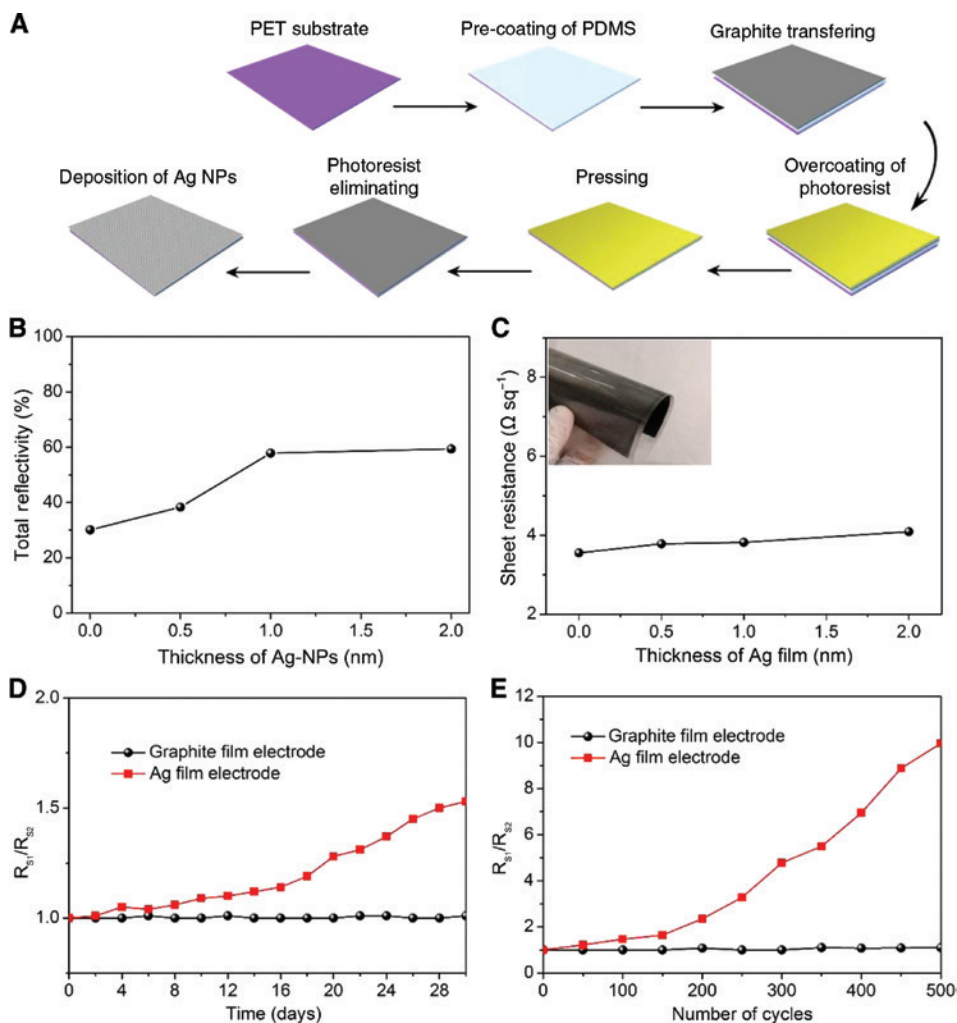 A
PET substrate
Pre-coating of PDMS
Graphite transfering
Deposition of Ag NPs
Photoresist
eliminating
Pressing
Overcoating of
photoresist
B
100
80
60
40
20
0
Total reflectivity (%)
0.0 0.5 1.0 1.5 2.0
Thickness of Ag-NPs (nm)
C
8
6
4
2
Sheet resistance (Ω sq⁻¹)
0.0 0.5 1.0 1.5 2.0
Thickness of Ag film (nm)
D
2.0
1.5
1.0
Graphite film electrode
Ag film electrode
R_S1/R_S2
0 4 8 12 16 20 24 28
Time (days)
E
12
10
8
6
4
2
0
Graphite film electrode
Ag film electrode
R_S1/R_S2
0 100 200 300 400 500
Number of cycles